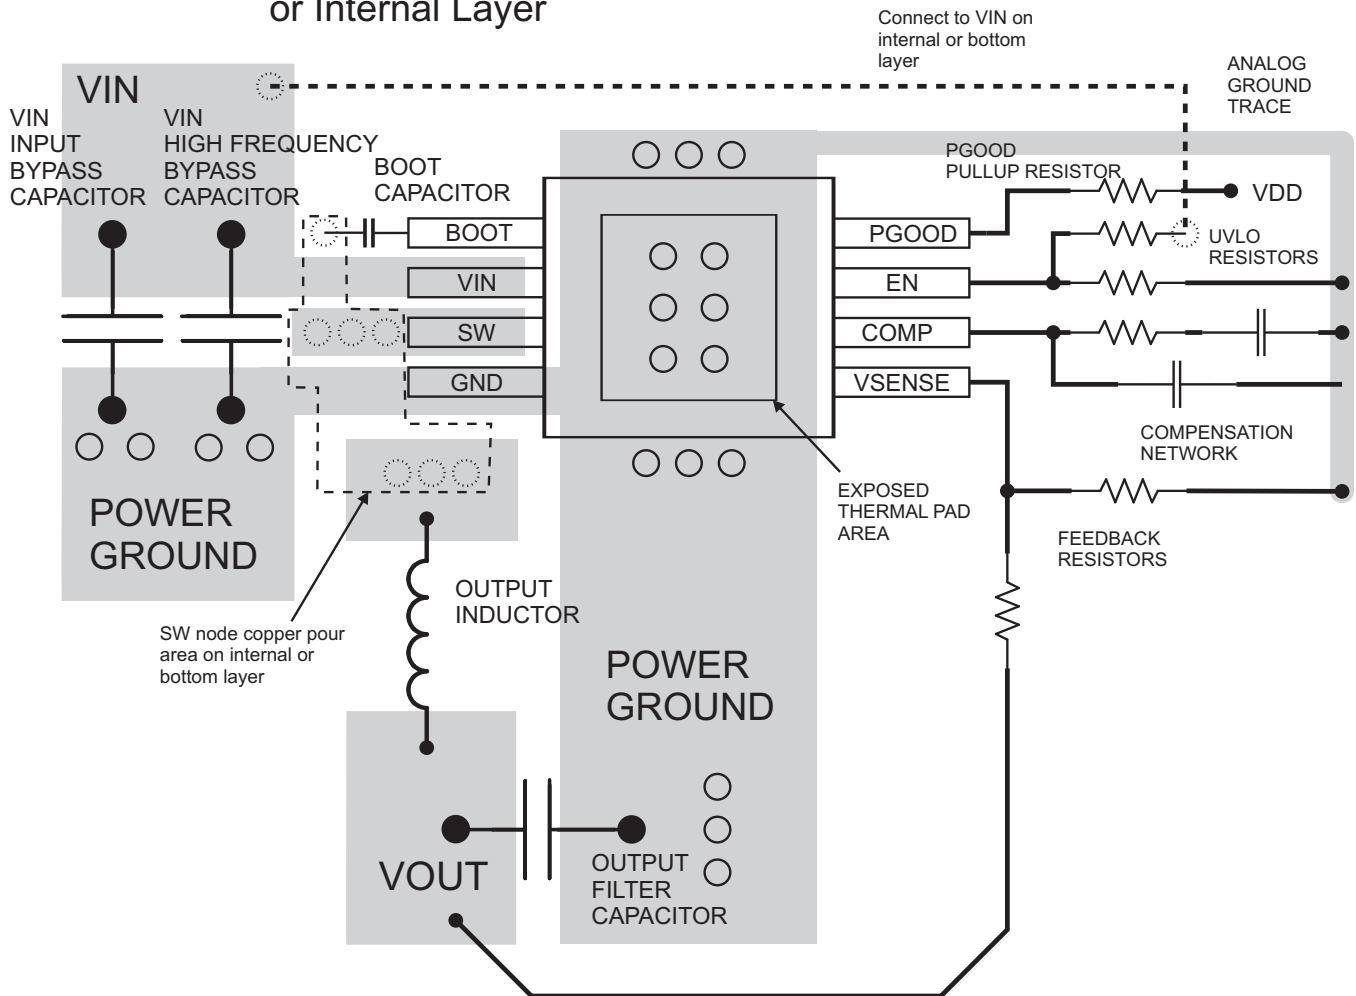 or Internal Layer
Connect to VIN on
internal or bottom
layer
ANALOG
GROUND
TRACE
VIN
VIN
INPUT
BYPASS
CAPACITOR
VIN
HIGH FREQUENCY
BYPASS
CAPACITOR
BOOT
CAPACITOR
PGOOD
PULLUP RESISTOR
VDD
BOOT
VIN
SW
GND
PGOOD
EN
COMP
VSENSE
UVLO
RESISTORS
COMPENSATION
NETWORK
EXPOSED
THERMAL PAD
AREA
FEEDBACK
RESISTORS
POWER
GROUND
OUTPUT
INDUCTOR
SW node copper pour
area on internal or
bottom layer
POWER
GROUND
VOUT
OUTPUT
FILTER
CAPACITOR